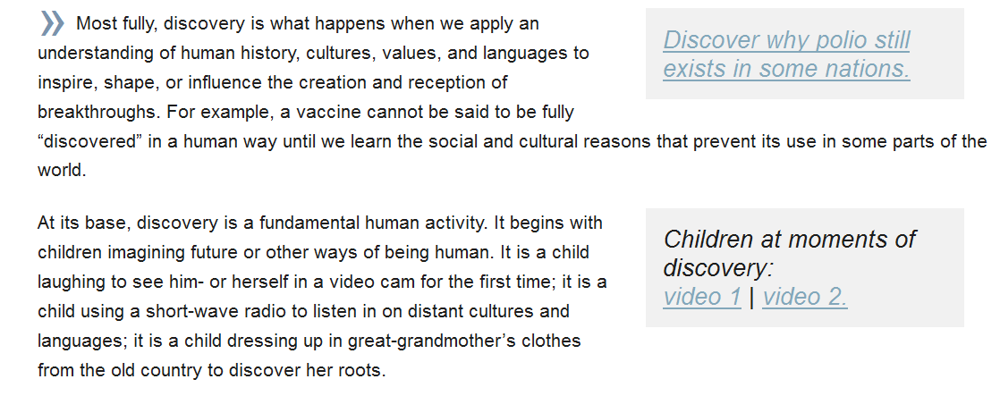 » Most fully, discovery is what happens when we apply an
understanding of human history, cultures, values, and languages to
inspire, shape, or influence the creation and reception of
breakthroughs. For example, a vaccine cannot be said to be fully
“discovered” in a human way until we learn the social and cultural reasons that prevent its use in some parts of the
world.
Discover why polio still
exists in some nations.
At its base, discovery is a fundamental human activity. It begins with
children imagining future or other ways of being human. It is a child
laughing to see him- or herself in a video cam for the first time; it is a
child using a short-wave radio to listen in on distant cultures and
languages; it is a child dressing up in great-grandmother’s clothes
from the old country to discover her roots.
Children at moments of
discovery:
video 1 | video 2.